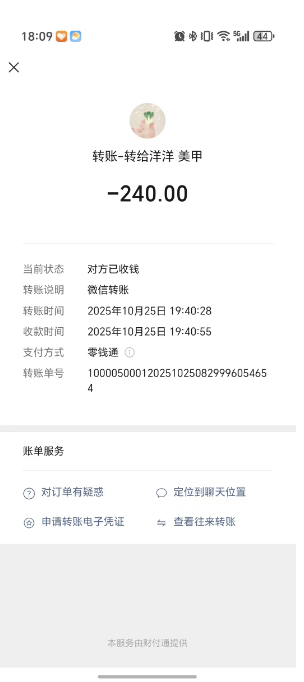 18:09 5G 44
转账-转给洋洋 美甲
-240.00
当前状态 对方已收钱
转账说明 微信转账
转账时间 2025年10月25日 19:40:28
收款时间 2025年10月25日 19:40:55
支付方式 零钱通
转账单号 100005000120251025082999605465
4
账单服务
对订单有疑惑 定位到聊天位置
申请转账电子凭证 查看往来转账
本服务由财付通提供